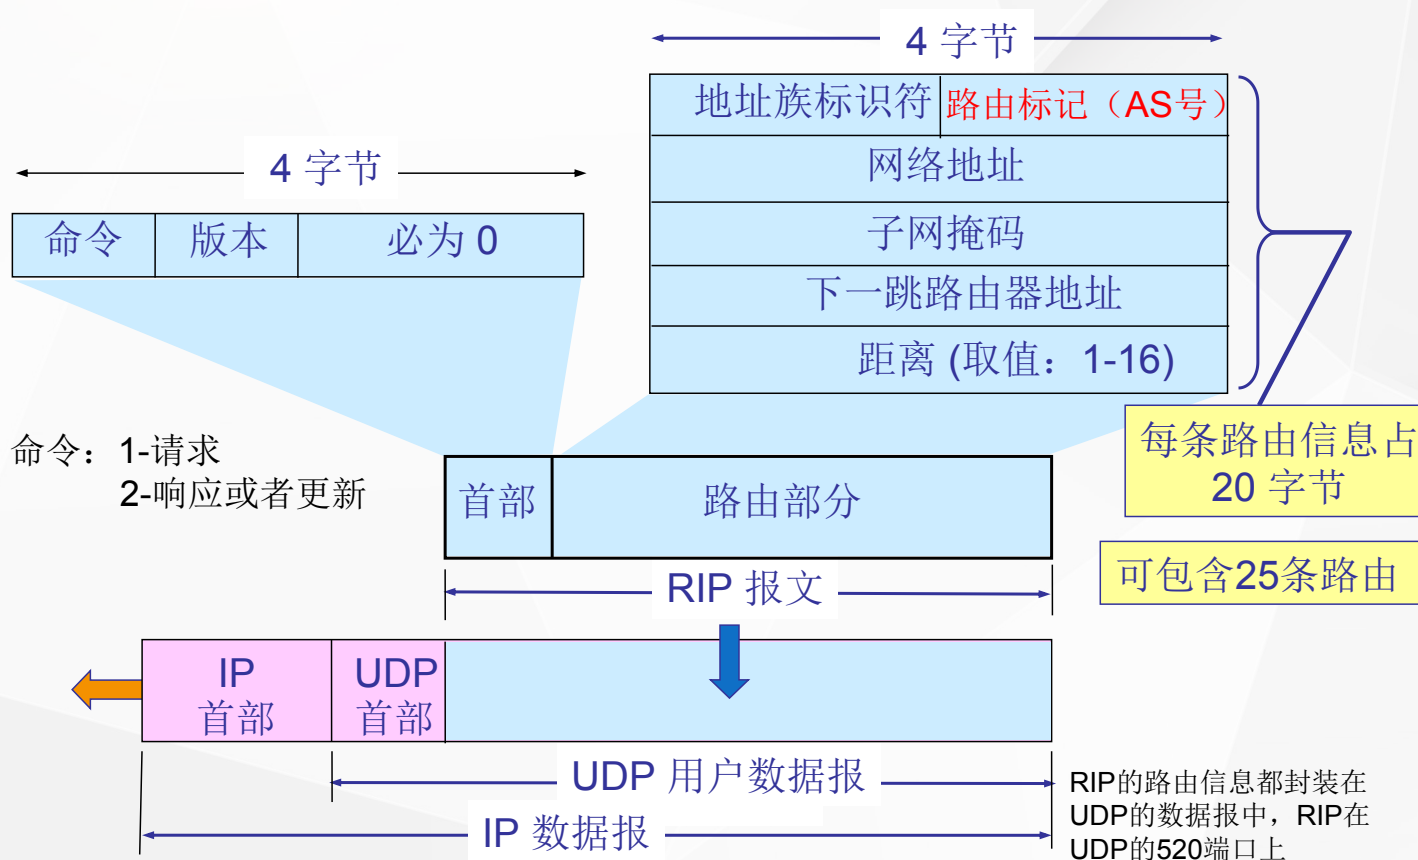 4 字节
地址族标识符 路由标记（AS号）
网络地址
子网掩码
下一跳路由器地址
距离 (取值：1-16)
4 字节
命令 版本 必为 0
每条路由信息占
20 字节
可包含25条路由
命令：1-请求
2-响应或者更新
首部 路由部分
RIP 报文
IP
首部
UDP
首部
UDP 用户数据报
IP 数据报
RIP的路由信息都封装在
UDP的数据报中，RIP在
UDP的520端口上